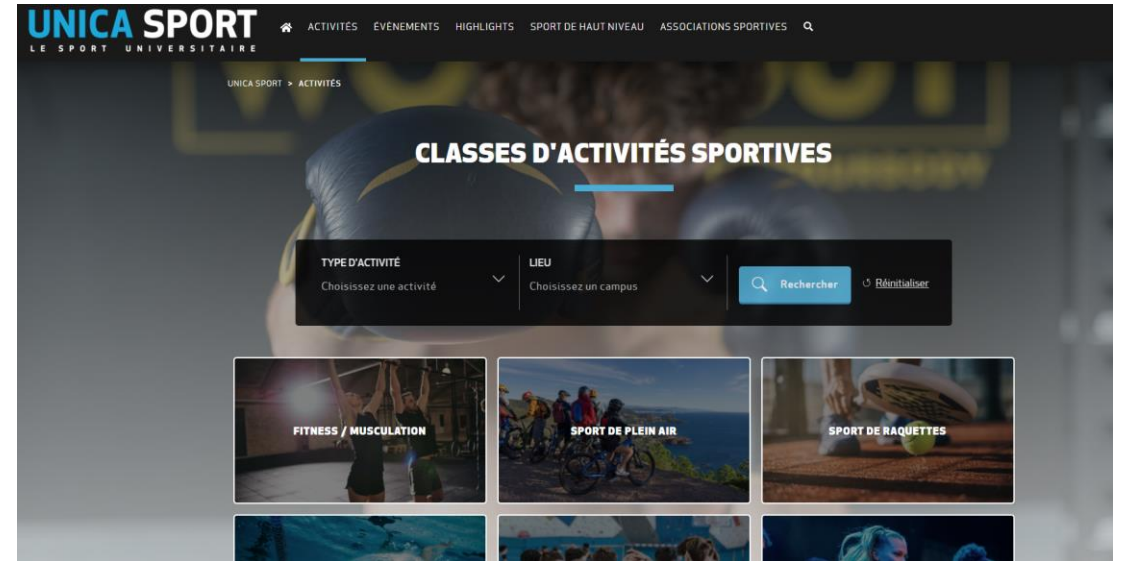 UNICA SPORT
LE SPORT UNIVERSITAIRE
ACTIVITÉS ÉVÈNEMENTS HIGHLIGHTS SPORT DE HAUT NIVEAU ASSOCIATIONS SPORTIVES
UNICA SPORT > ACTIVITÉS
CLASSES D'ACTIVITÉS SPORTIVES
TYPE D'ACTIVITÉ
Choisissez une activité
LIEU
Choisissez un campus
Rechercher
Réinitialiser
FITNESS / MUSCULATION
SPORT DE PLEIN AIR
SPORT DE RAQUETTES